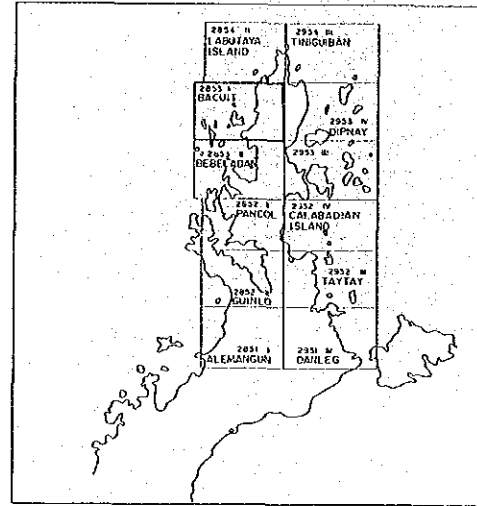 2854 II
LABUTAYA
ISLAND
2954 III
TINIGUIBAN
2853 I
BACUIT
2953 IV
DIPNAY
2853 II
BEBELADAN
2953 III
2852 I
PANCOL
2952 IV
CALABADIAN
ISLAND
2952 III
TAYTAY
2852 II
GUINLO
2851 I
ALEMANGUN
2951 IV
DANLEG